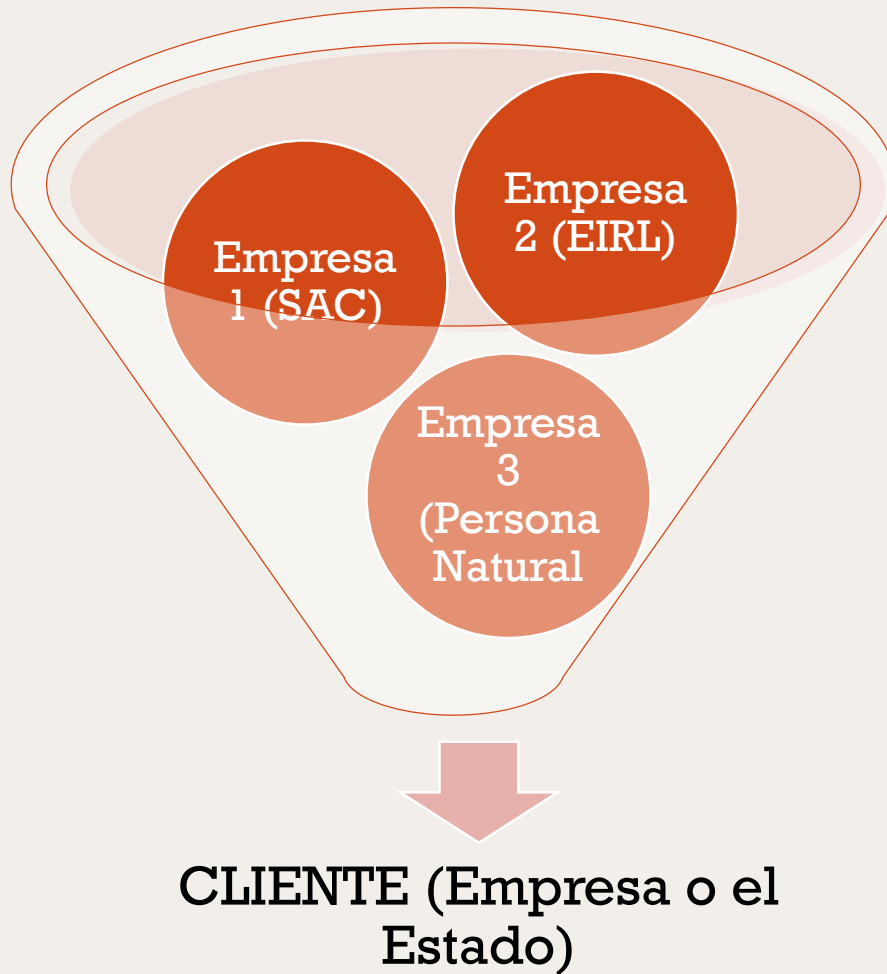 Empresa
1 (SAC)
Empresa
2 (EIRL)
Empresa
3
(Persona
Natural
CLIENTE (Empresa o el
Estado)